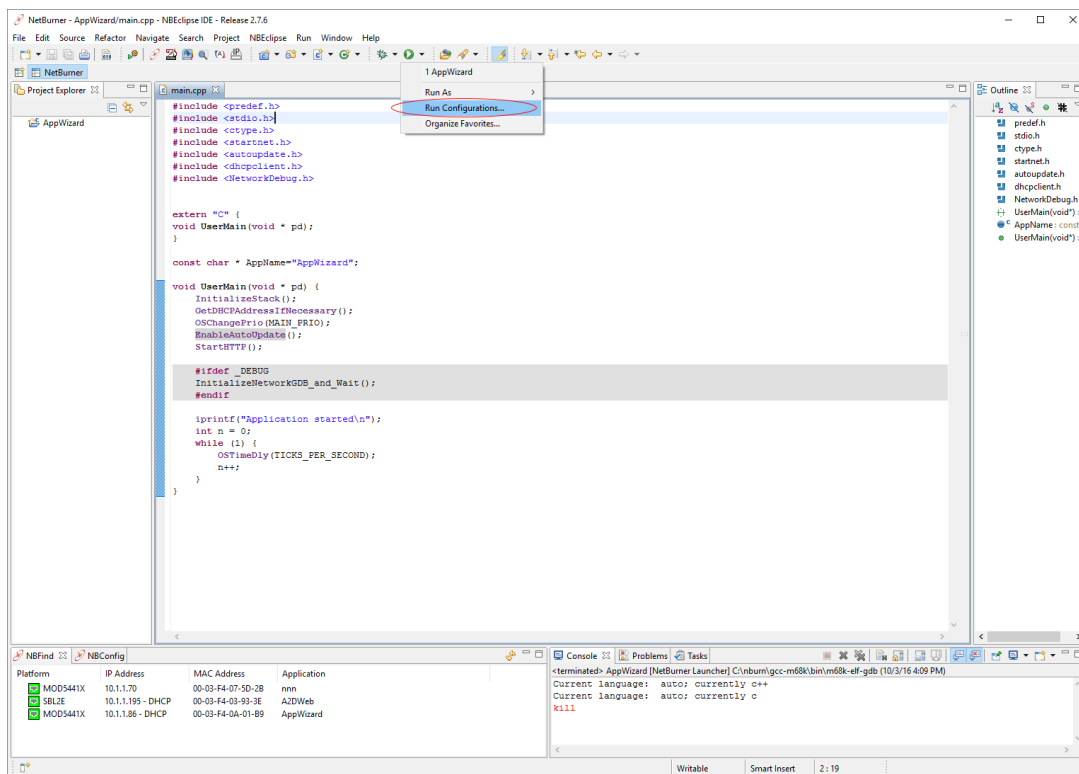 NetBurner - AppWizard/main.cpp - NBEclipse IDE - Release 2.7.6
File Edit Source Refactor Navigate Search Project NBEclipse Run Window Help
NetBurner
1 AppWizard
Run As
Run Configurations...
Organize Favorites...
Project Explorer
AppWizard
main.cpp
#include <predef.h>
#include <stdio.h>
#include <ctype.h>
#include <startnet.h>
#include <autoupdate.h>
#include <dhcpclient.h>
#include <NetworkDebug.h>
extern "C" {
void UserMain(void * pd);
}
const char * AppName="AppWizard";
void UserMain(void * pd) {
InitializeStack();
GetDHCPAddressIfNecessary();
OSChangePrio(MAIN_PRIO);
EnableAutoUpdate();
StartHTTP();
#ifdef _DEBUG
InitializeNetworkGDB_and_Wait();
#endif
iprintf("Application started\n");
int n = 0;
while (1) {
OSTimeDly(TICKS_PER_SECOND);
n++;
}
}
Outline
predef.h
stdio.h
ctype.h
startnet.h
autoupdate.h
dhcpclient.h
NetworkDebug.h
UserMain(void*) :
AppName : const
UserMain(void*) :
NBFind NBConfig
Platform IP Address MAC Address Application
MOD5441X 10.1.1.70 00-03-F4-07-5D-2B nnn
SBL2E 10.1.1.195 - DHCP 00-03-F4-03-93-3E A2DWeb
MOD5441X 10.1.1.86 - DHCP 00-03-F4-0A-01-B9 AppWizard
Console Problems Tasks
<terminated> AppWizard [NetBurner Launcher] C:\nburn\gcc-m68k\bin\m68k-elf-gdb (10/3/16 4:09 PM)
Current language: auto; currently c++
Current language: auto; currently c
kill
Writable Smart Insert 2 : 19